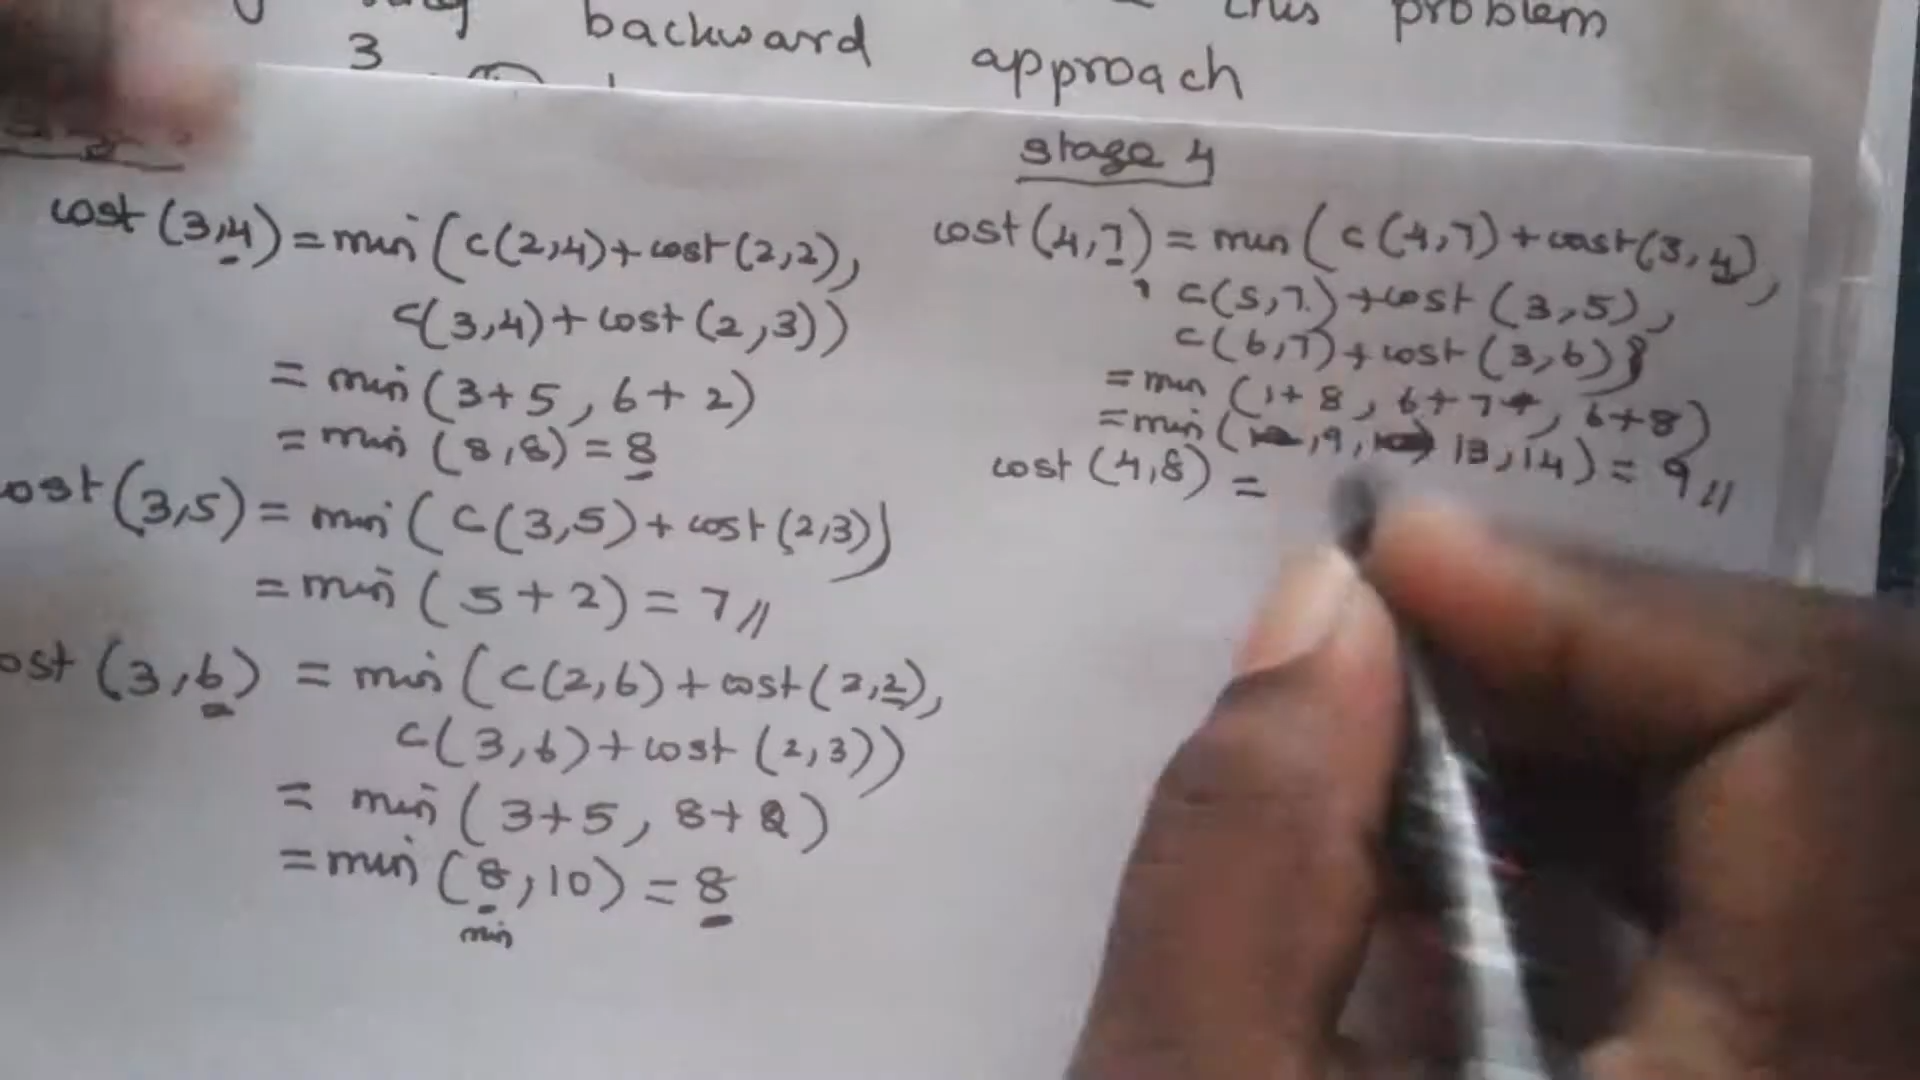 this problem
backward approach
3
cost (3,4) = min (c(2,4) + cost (2,2),
c(3,4) + cost (2,3))
= min (3+5, 6+2)
= min (8,8) = 8
cost (3,5) = min (c(3,5) + cost (2,3))
= min (5+2) = 7//
cost (3,6) = min (c(2,6) + cost (2,2),
c(3,6) + cost (2,3))
= min (3+5, 8+2)
= min (8,10) = 8
min
stage 4
cost (4,7) = min (c(4,7) + cost (3,4),
c(5,7) + cost (3,5),
c(6,7) + cost (3,6)}
= min (1+8, 6+7, 6+8)
= min (9, 13, 14) = 9//
cost (4,8) =